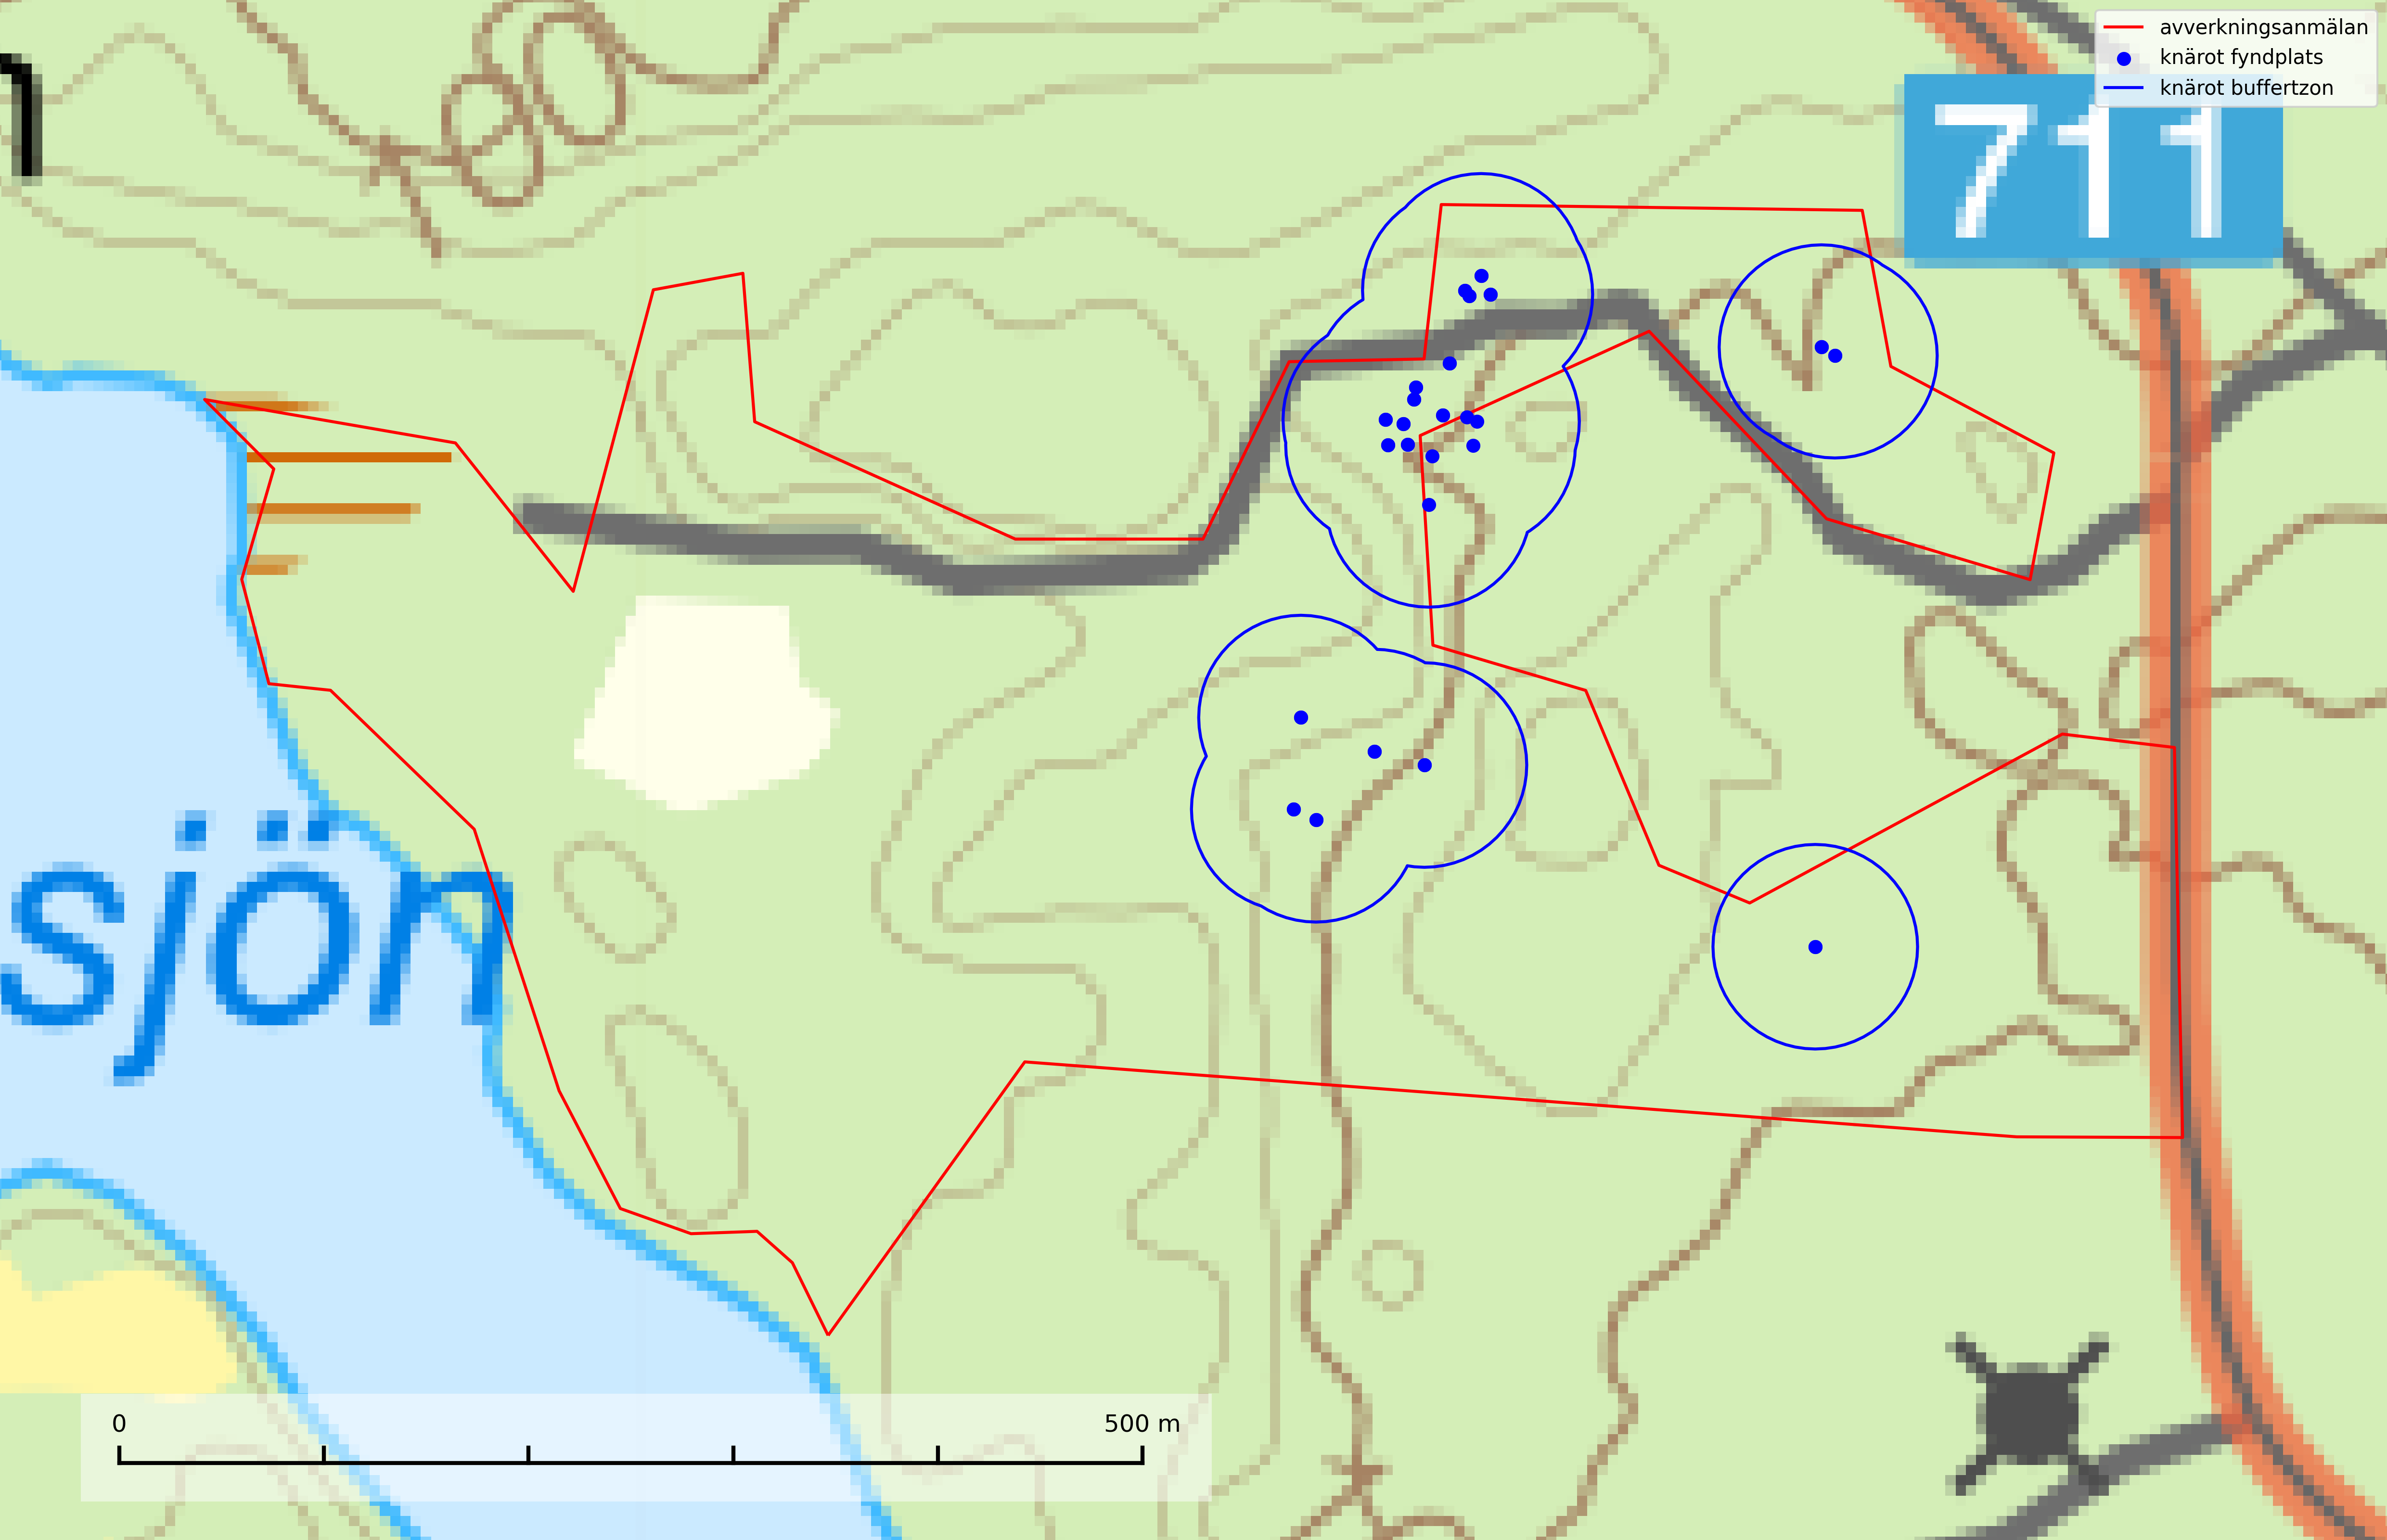 avverkningsanmälan
knärot fyndplats
knärot buffertzon
711
sjön
0 500 m